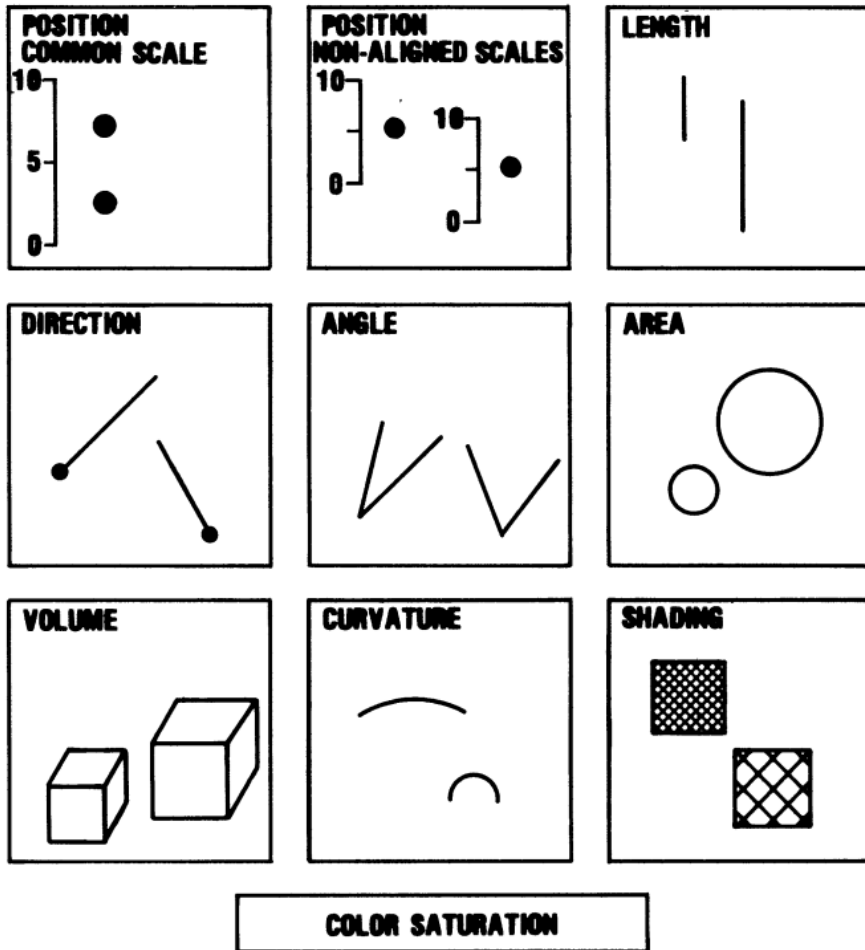 POSITION
COMMON SCALE
10
5
0
POSITION
NON-ALIGNED SCALES
10
0
10
0
LENGTH
DIRECTION
ANGLE
AREA
VOLUME
CURVATURE
SHADING
COLOR SATURATION